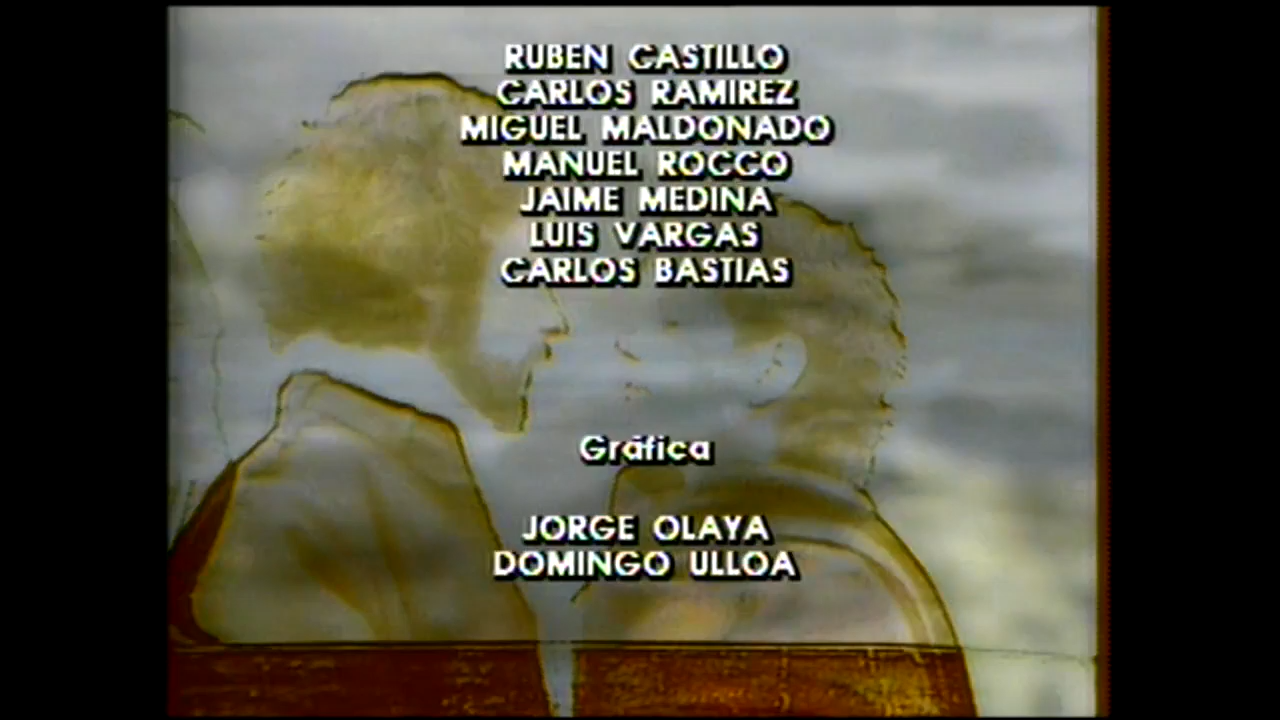 RUBEN CASTILLO
CARLOS RAMIREZ
MIGUEL MALDONADO
MANUEL ROCCO
JAIME MEDINA
LUIS VARGAS
CARLOS BASTIAS
Gráfica
JORGE OLAYA
DOMINGO ULLOA